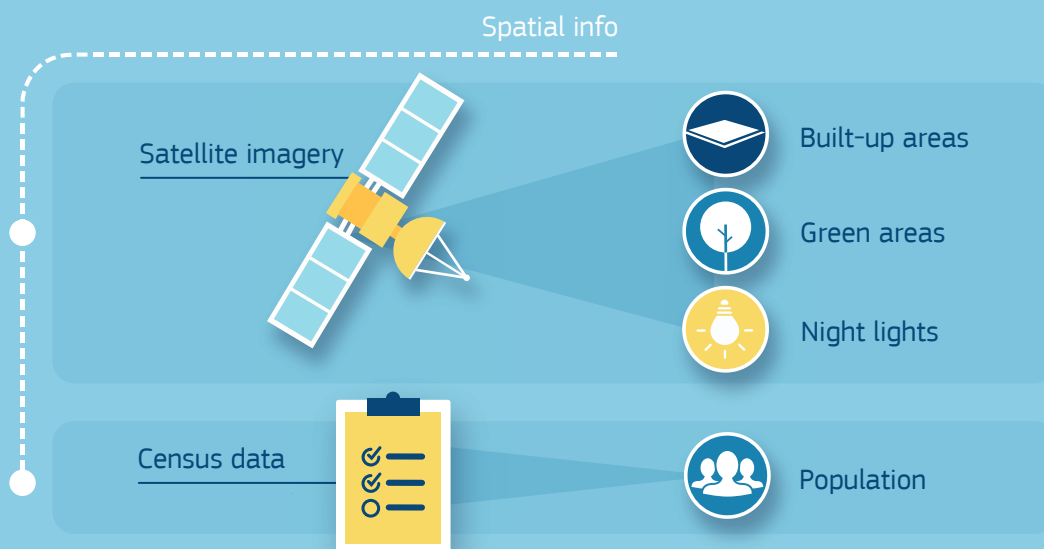 Spatial info
Satellite imagery
Built-up areas
Green areas
Night lights
Census data
Population